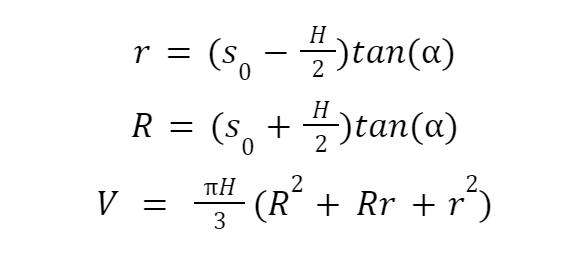 r = (s₀ − H/2)tan(α)
R = (s₀ + H/2)tan(α)
V = πH/3 (R² + Rr + r²)